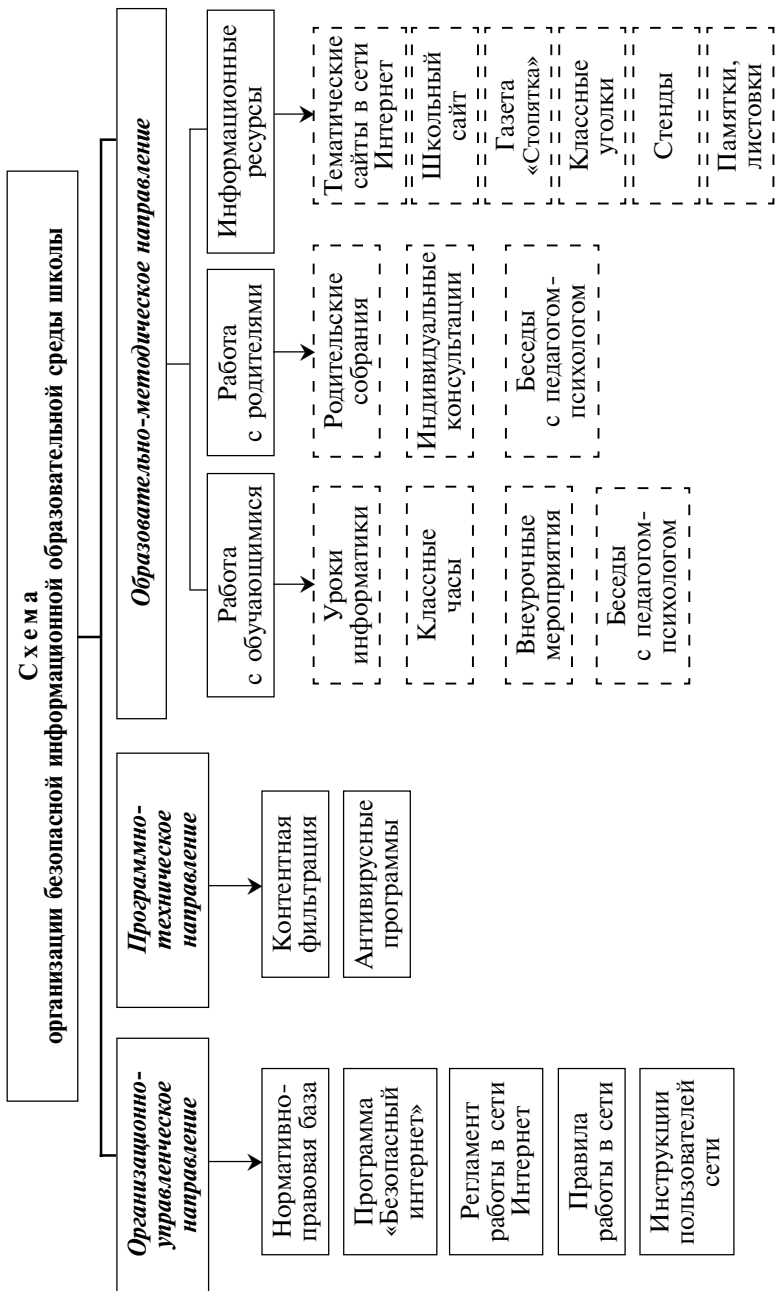 Схема
организации безопасной информационной образовательной среды школы
Организационно-
управленческое
направление
Нормативно-
правовая база
Программа
«Безопасный
интернет»
Регламент
работы в сети
Интернет
Правила
работы в сети
Инструкции
пользователей
сети
Программно-
техническое
направление
Контентная
фильтрация
Антивирусные
программы
Образовательно-методическое направление
Работа
с обучающимися
Уроки
информатики
Классные
часы
Внеурочные
мероприятия
Беседы
с педагогом-
психологом
Работа
с родителями
Родительские
собрания
Индивидуальные
консультации
Беседы
с педагогом-
психологом
Информационные
ресурсы
Тематические
сайты в сети
Интернет
Школьный
сайт
Газета
«Стопятка»
Классные
уголки
Стенды
Памятки,
листовки